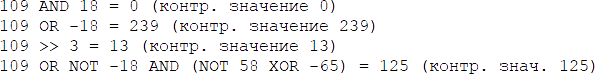 109 AND 18 = 0 (контр. значение 0)
109 OR -18 = 239 (контр. значение 239)
109 >> 3 = 13 (контр. значение 13)
109 OR NOT -18 AND (NOT 58 XOR -65) = 125 (контр. знач. 125)